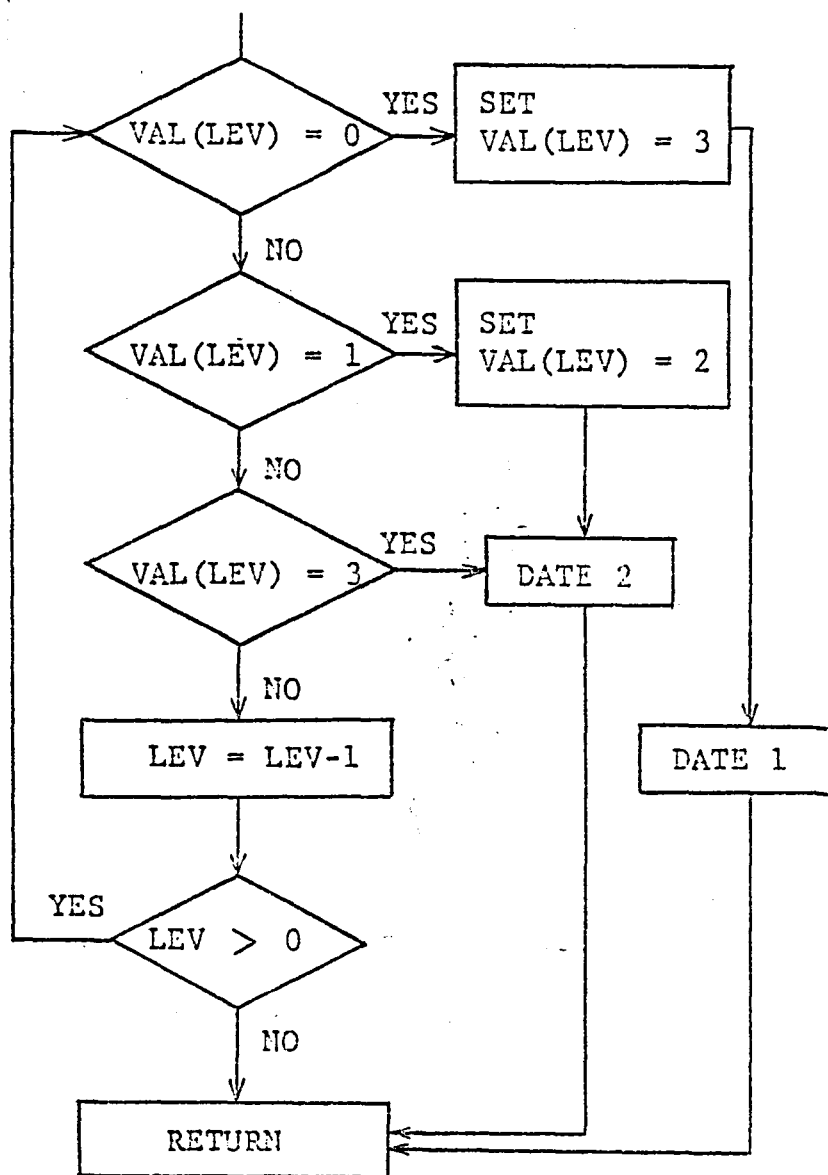 VAL(LEV) = 0
YES
SET
VAL(LEV) = 3
NO
VAL(LEV) = 1
YES
SET
VAL(LEV) = 2
NO
VAL(LEV) = 3
YES
DATE 2
NO
LEV = LEV-1
DATE 1
YES
LEV > 0
NO
RETURN